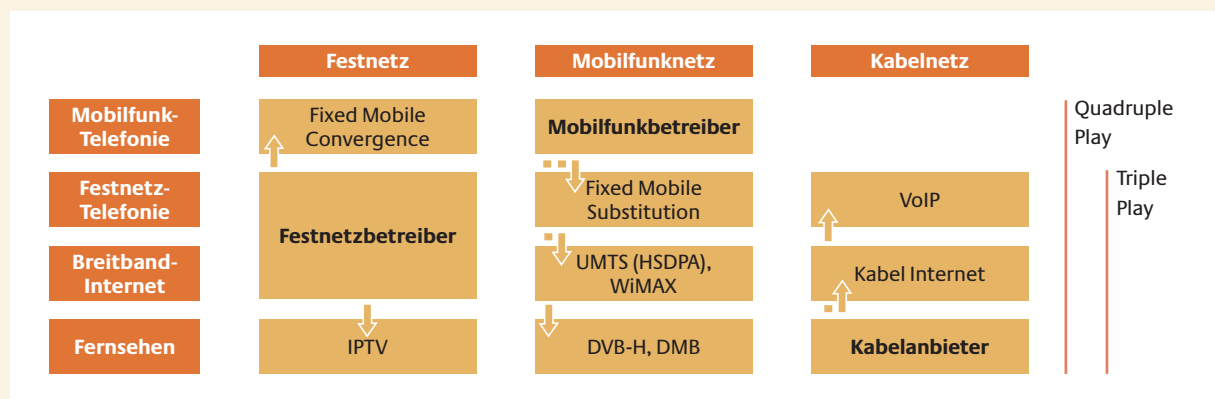 Festnetz
Mobilfunknetz
Kabelnetz
Mobilfunk-
Telefonie
Fixed Mobile
Convergence
Mobilfunkbetreiber
Quadruple
Play
Festnetz-
Telefonie
Festnetzbetreiber
Fixed Mobile
Substitution
VoIP
Triple
Play
Breitband-
Internet
UMTS (HSDPA),
WiMAX
Kabel Internet
Fernsehen
IPTV
DVB-H, DMB
Kabelanbieter